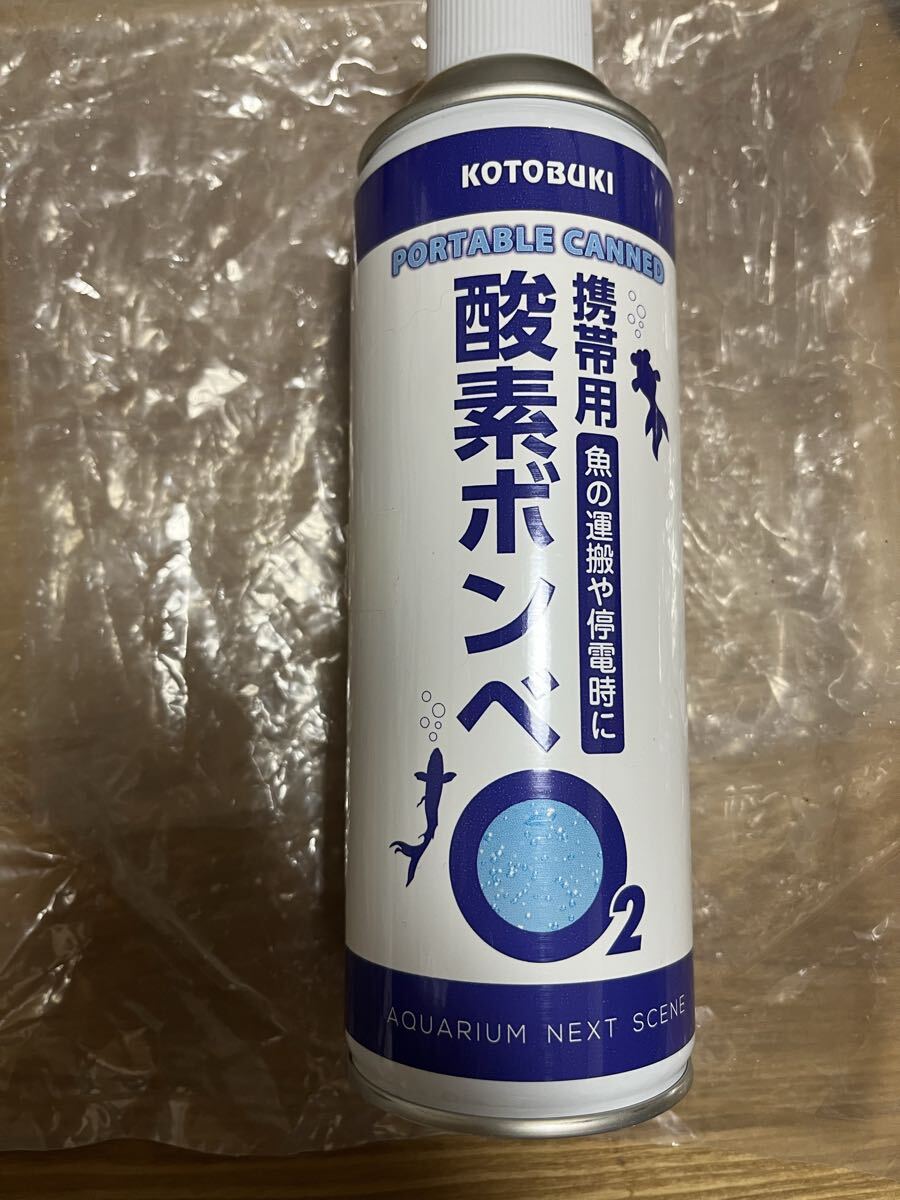 KOTOBUKI
PORTABLE CANNED
携帯用
魚の運搬や停電時に
酸素ボンベ
O2
AQUARIUM NEXT SCENE